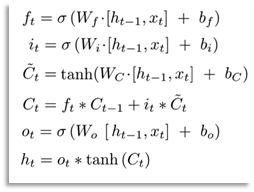 f_t = σ (W_f · [h_{t−1}, x_t] + b_f)
i_t = σ (W_i · [h_{t−1}, x_t] + b_i)
C̃_t = tanh(W_C · [h_{t−1}, x_t] + b_C)
C_t = f_t * C_{t−1} + i_t * C̃_t
o_t = σ (W_o [h_{t−1}, x_t] + b_o)
h_t = o_t * tanh (C_t)